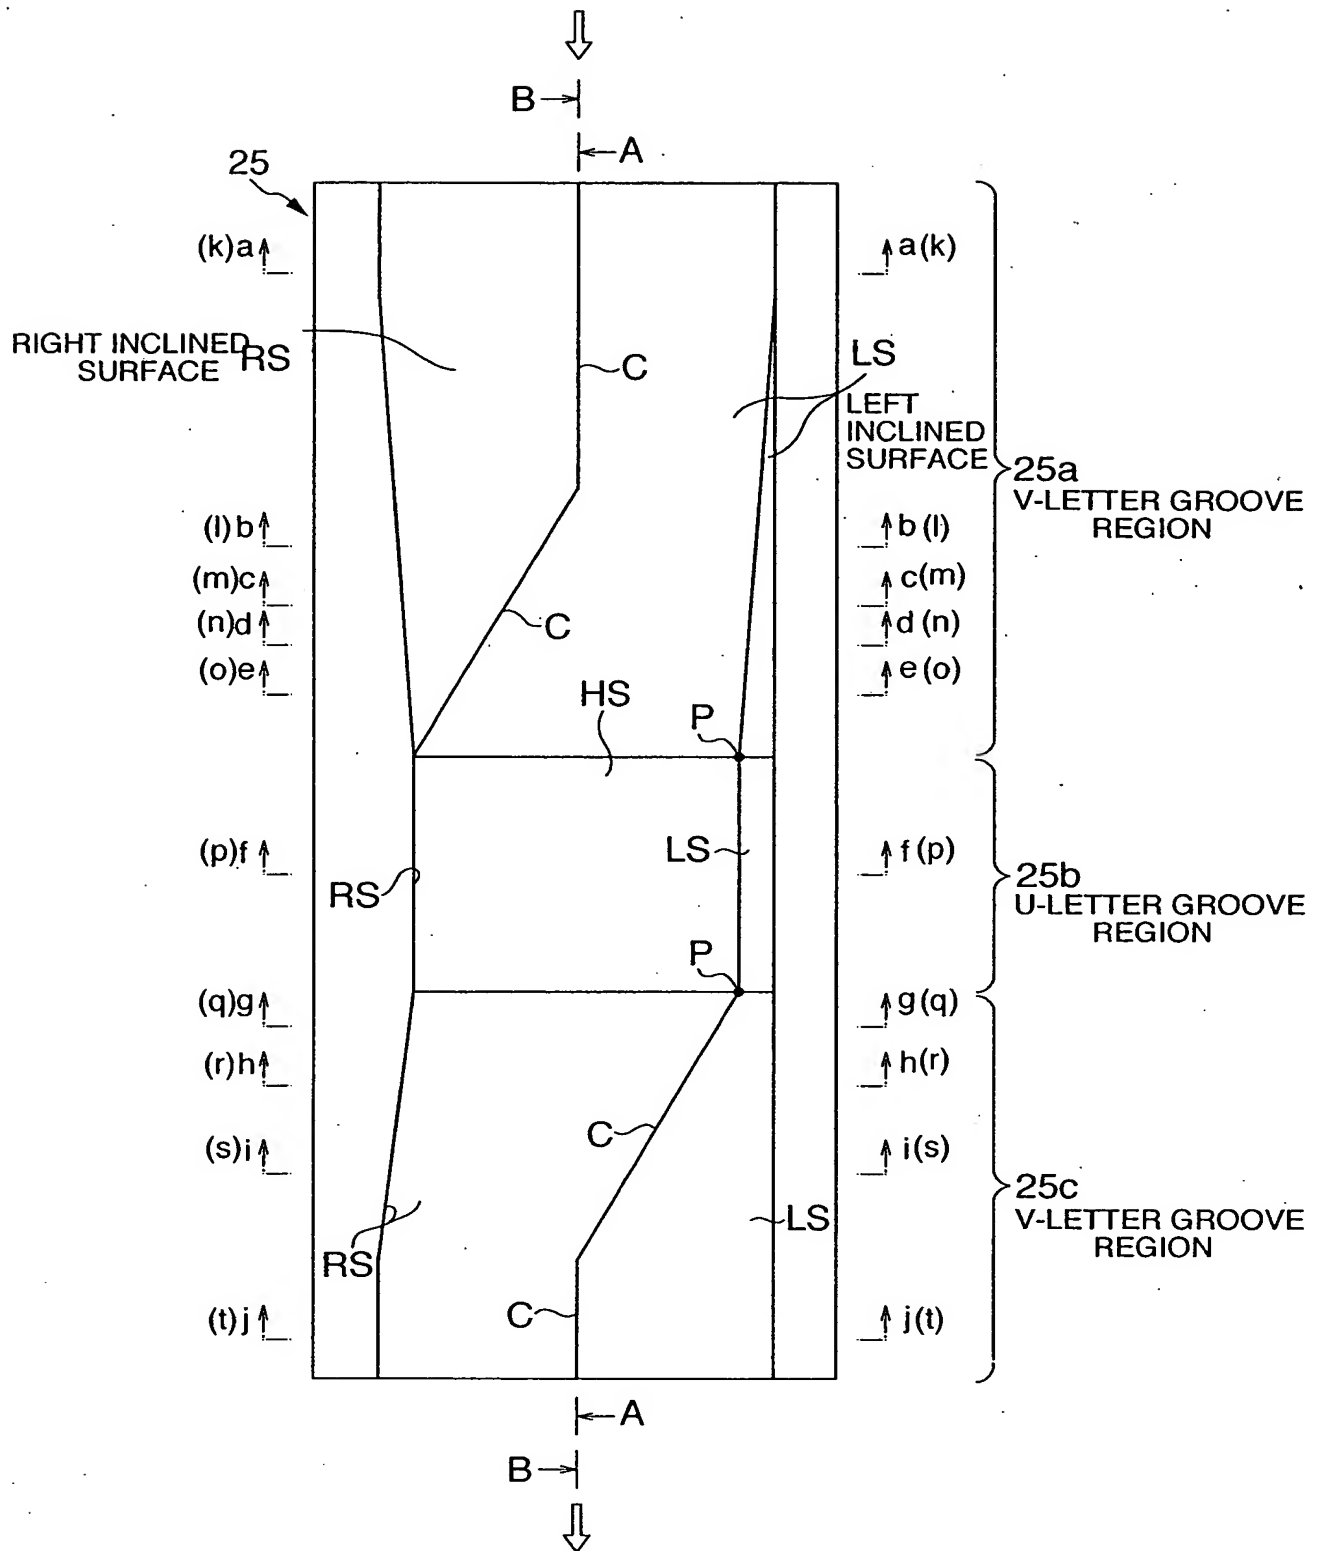 B
A
25
(k)a
a(k)
RIGHT INCLINED
SURFACE RS
C
LS
LEFT
INCLINED
SURFACE
25a
V-LETTER GROOVE
REGION
(l)b
b(l)
(m)c
c(m)
(n)d
d(n)
C
(o)e
e(o)
HS
P
(p)f
LS
f(p)
RS
25b
U-LETTER GROOVE
REGION
P
(q)g
g(q)
(r)h
h(r)
C
(s)i
i(s)
25c
V-LETTER GROOVE
REGION
LS
RS
(t)j
C
j(t)
A
B